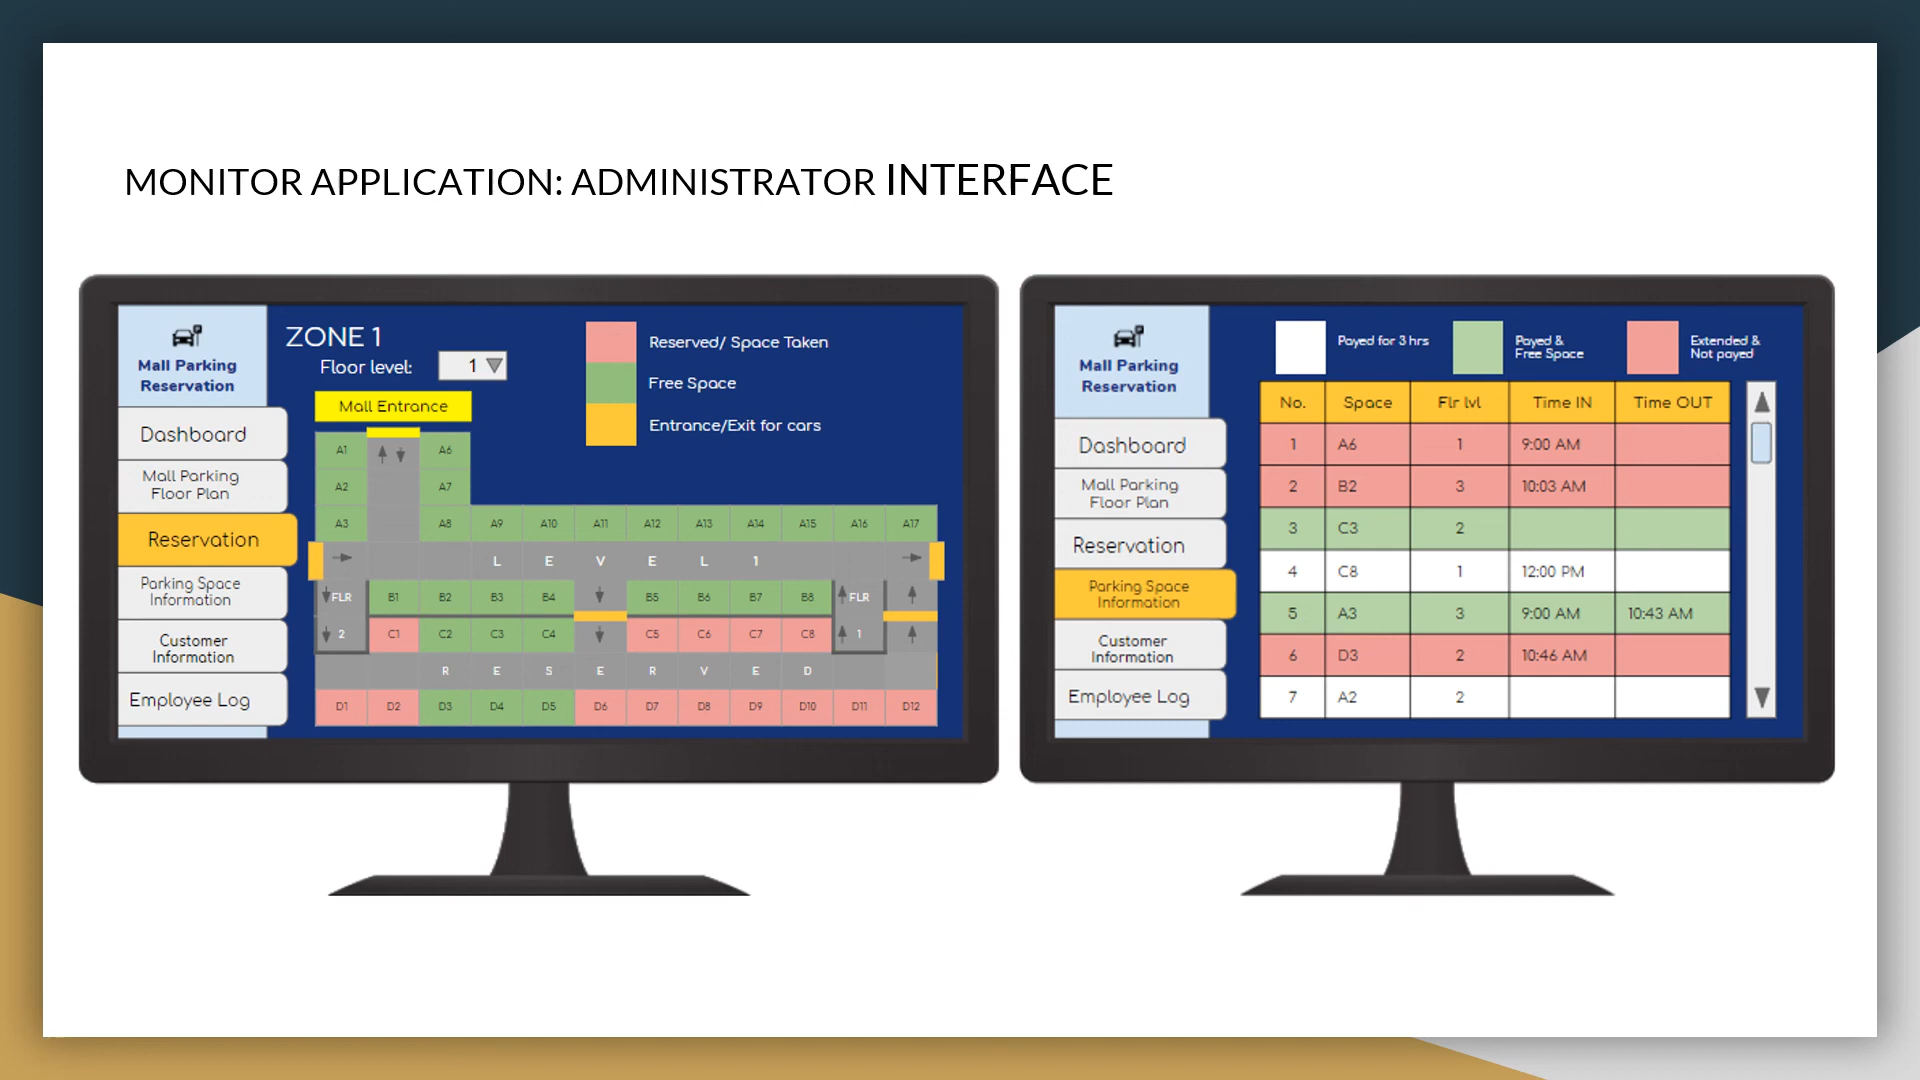 MONITOR APPLICATION: ADMINISTRATOR INTERFACE
Mall Parking
Reservation
Dashboard
Mall Parking
Floor Plan
Reservation
Parking Space
Information
Customer
Information
Employee Log
ZONE 1
Floor level:
1
Reserved/ Space Taken
Free Space
Entrance/Exit for cars
Mall Entrance
A1 A6
A2 A7
A3 A8 A9 A10 A11 A12 A13 A14 A15 A16 A17
L E V E L 1
FLR B1 B2 B3 B4 B5 B6 B7 B8 FLR
2 C1 C2 C3 C4 C5 C6 C7 C8 1
R E S E R V E D
D1 D2 D3 D4 D5 D6 D7 D8 D9 D10 D11 D12
Mall Parking
Reservation
Dashboard
Mall Parking
Floor Plan
Reservation
Parking Space
Information
Customer
Information
Employee Log
Payed for 3 hrs
Payed &
Free Space
Extended &
Not payed
No. Space Flr lvl Time IN Time OUT
1 A6 1 9:00 AM
2 B2 3 10:03 AM
3 C3 2
4 C8 1 12:00 PM
5 A3 3 9:00 AM 10:43 AM
6 D3 2 10:46 AM
7 A2 2